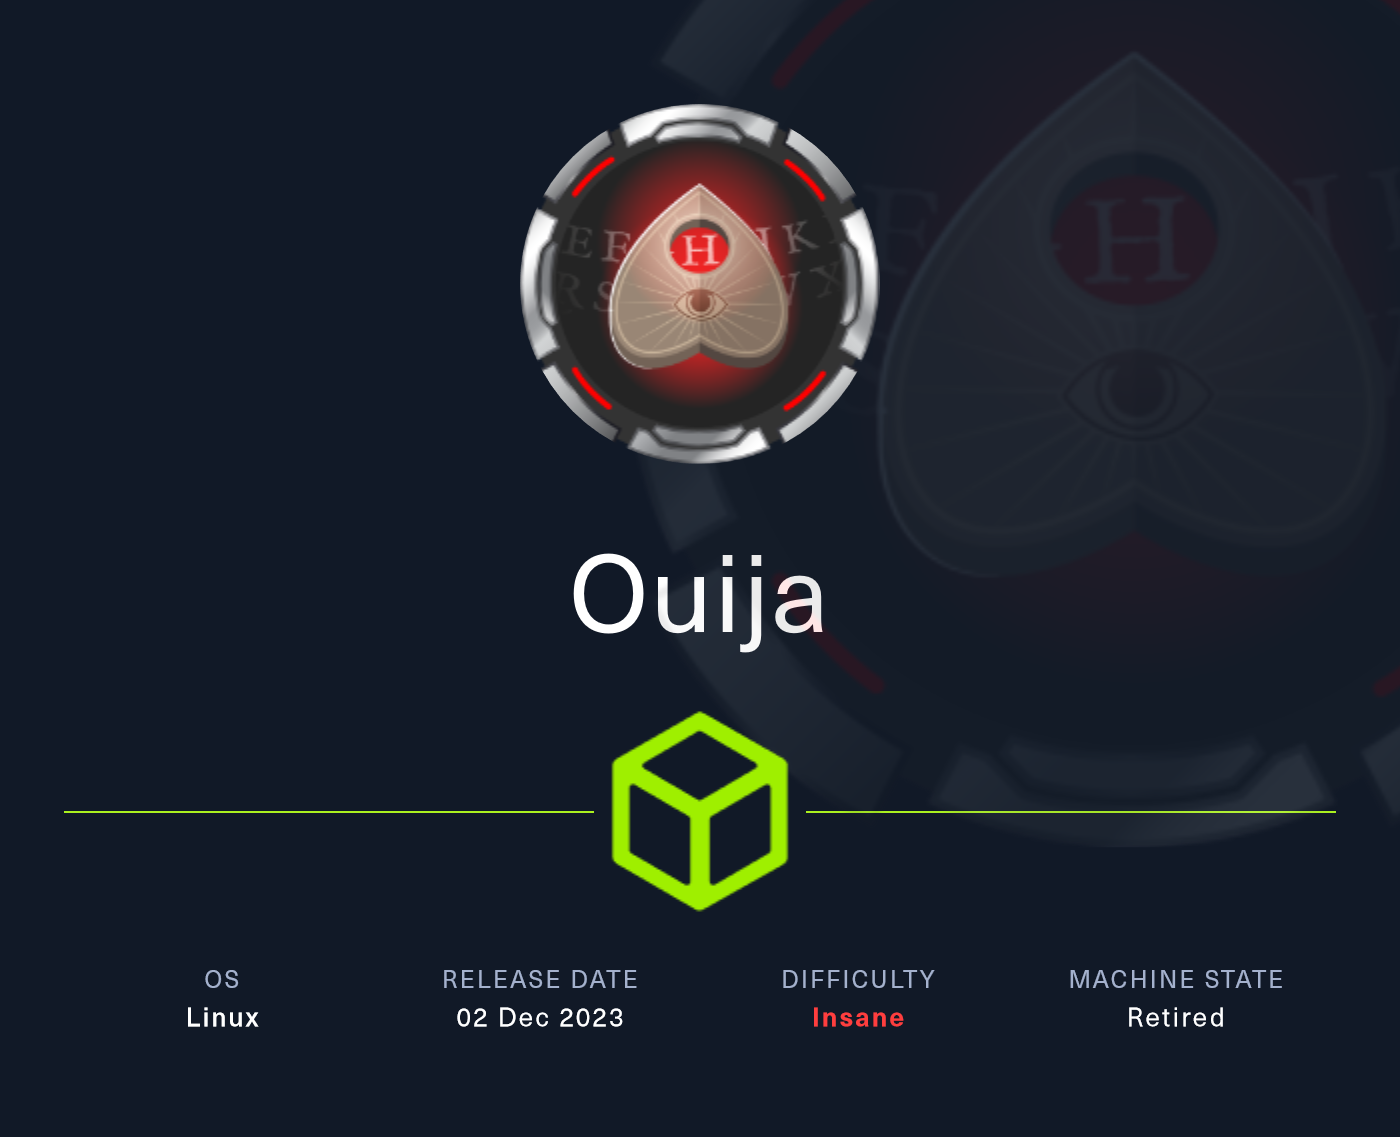 E F H I K
R S V X
Ouija
OS
RELEASE DATE
DIFFICULTY
MACHINE STATE
Linux
02 Dec 2023
Insane
Retired